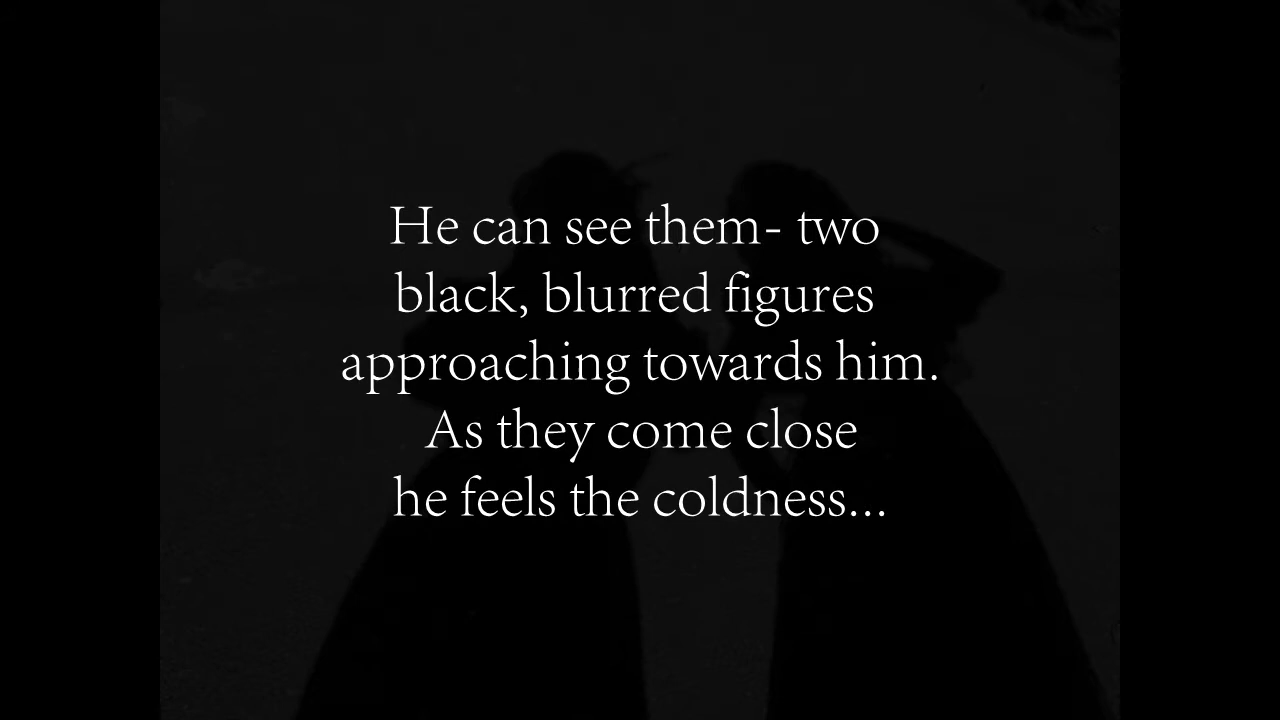 He can see them- two
black, blurred figures
approaching towards him.
As they come close
he feels the coldness...